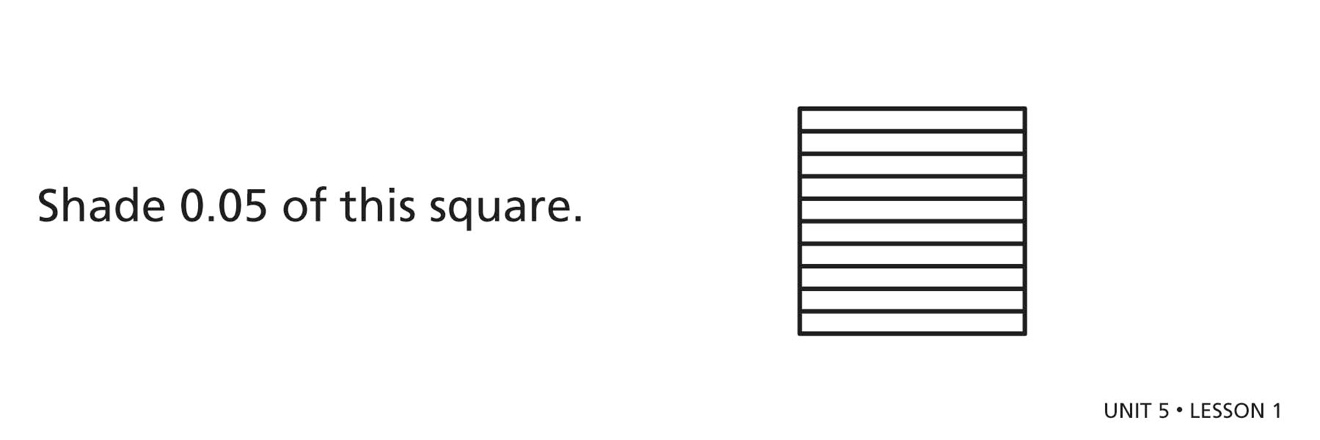 Shade 0.05 of this square.
UNIT 5 • LESSON 1